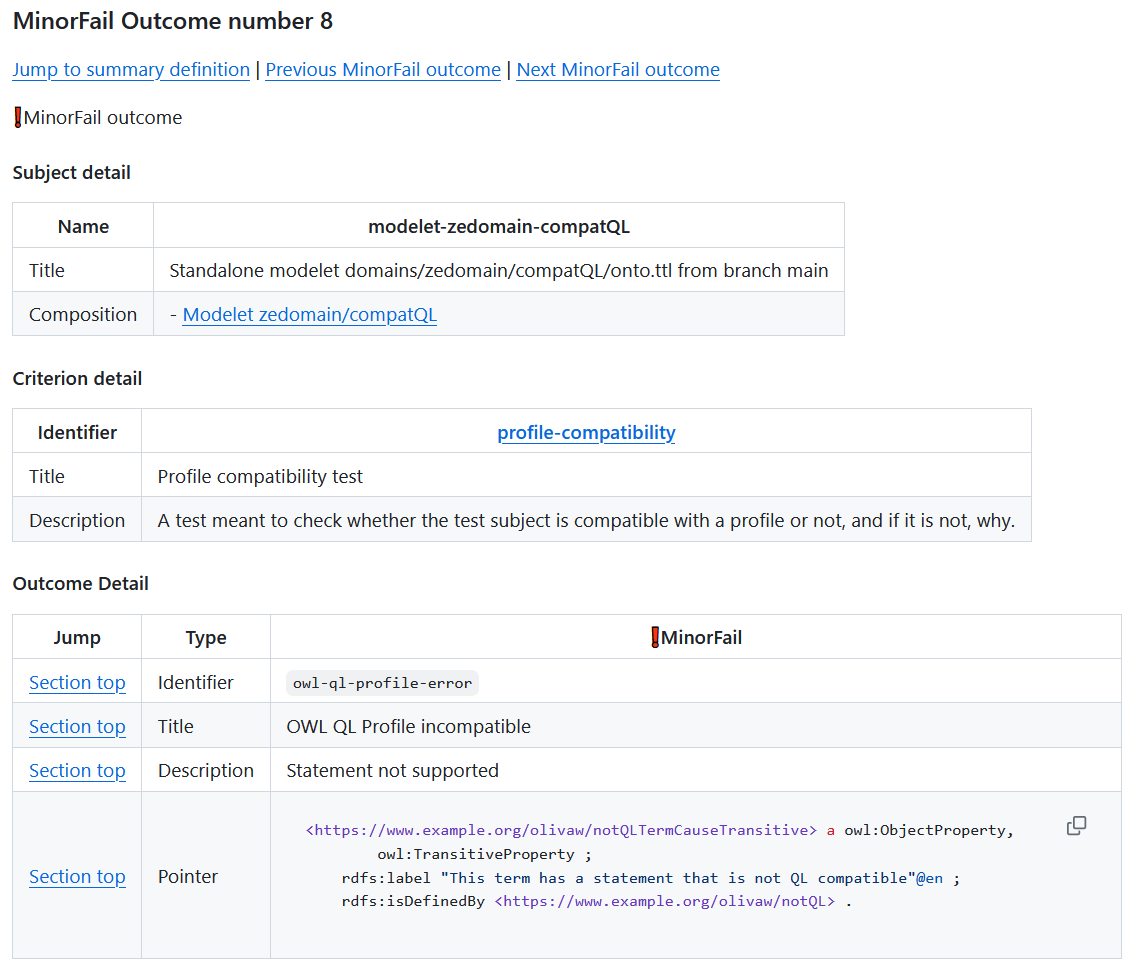 MinorFail Outcome number 8
Jump to summary definition | Previous MinorFail outcome | Next MinorFail outcome
❗MinorFail outcome
Subject detail
Name modelet-zedomain-compatQL
Title Standalone modelet domains/zedomain/compatQL/onto.ttl from branch main
Composition - Modelet zedomain/compatQL
Criterion detail
Identifier profile-compatibility
Title Profile compatibility test
Description A test meant to check whether the test subject is compatible with a profile or not, and if it is not, why.
Outcome Detail
Jump Type ❗MinorFail
Section top Identifier owl-ql-profile-error
Section top Title OWL QL Profile incompatible
Section top Description Statement not supported
Section top Pointer
<https://www.example.org/olivaw/notQLTermCauseTransitive> a owl:ObjectProperty,
owl:TransitiveProperty ;
rdfs:label "This term has a statement that is not QL compatible"@en ;
rdfs:isDefinedBy <https://www.example.org/olivaw/notQL> .